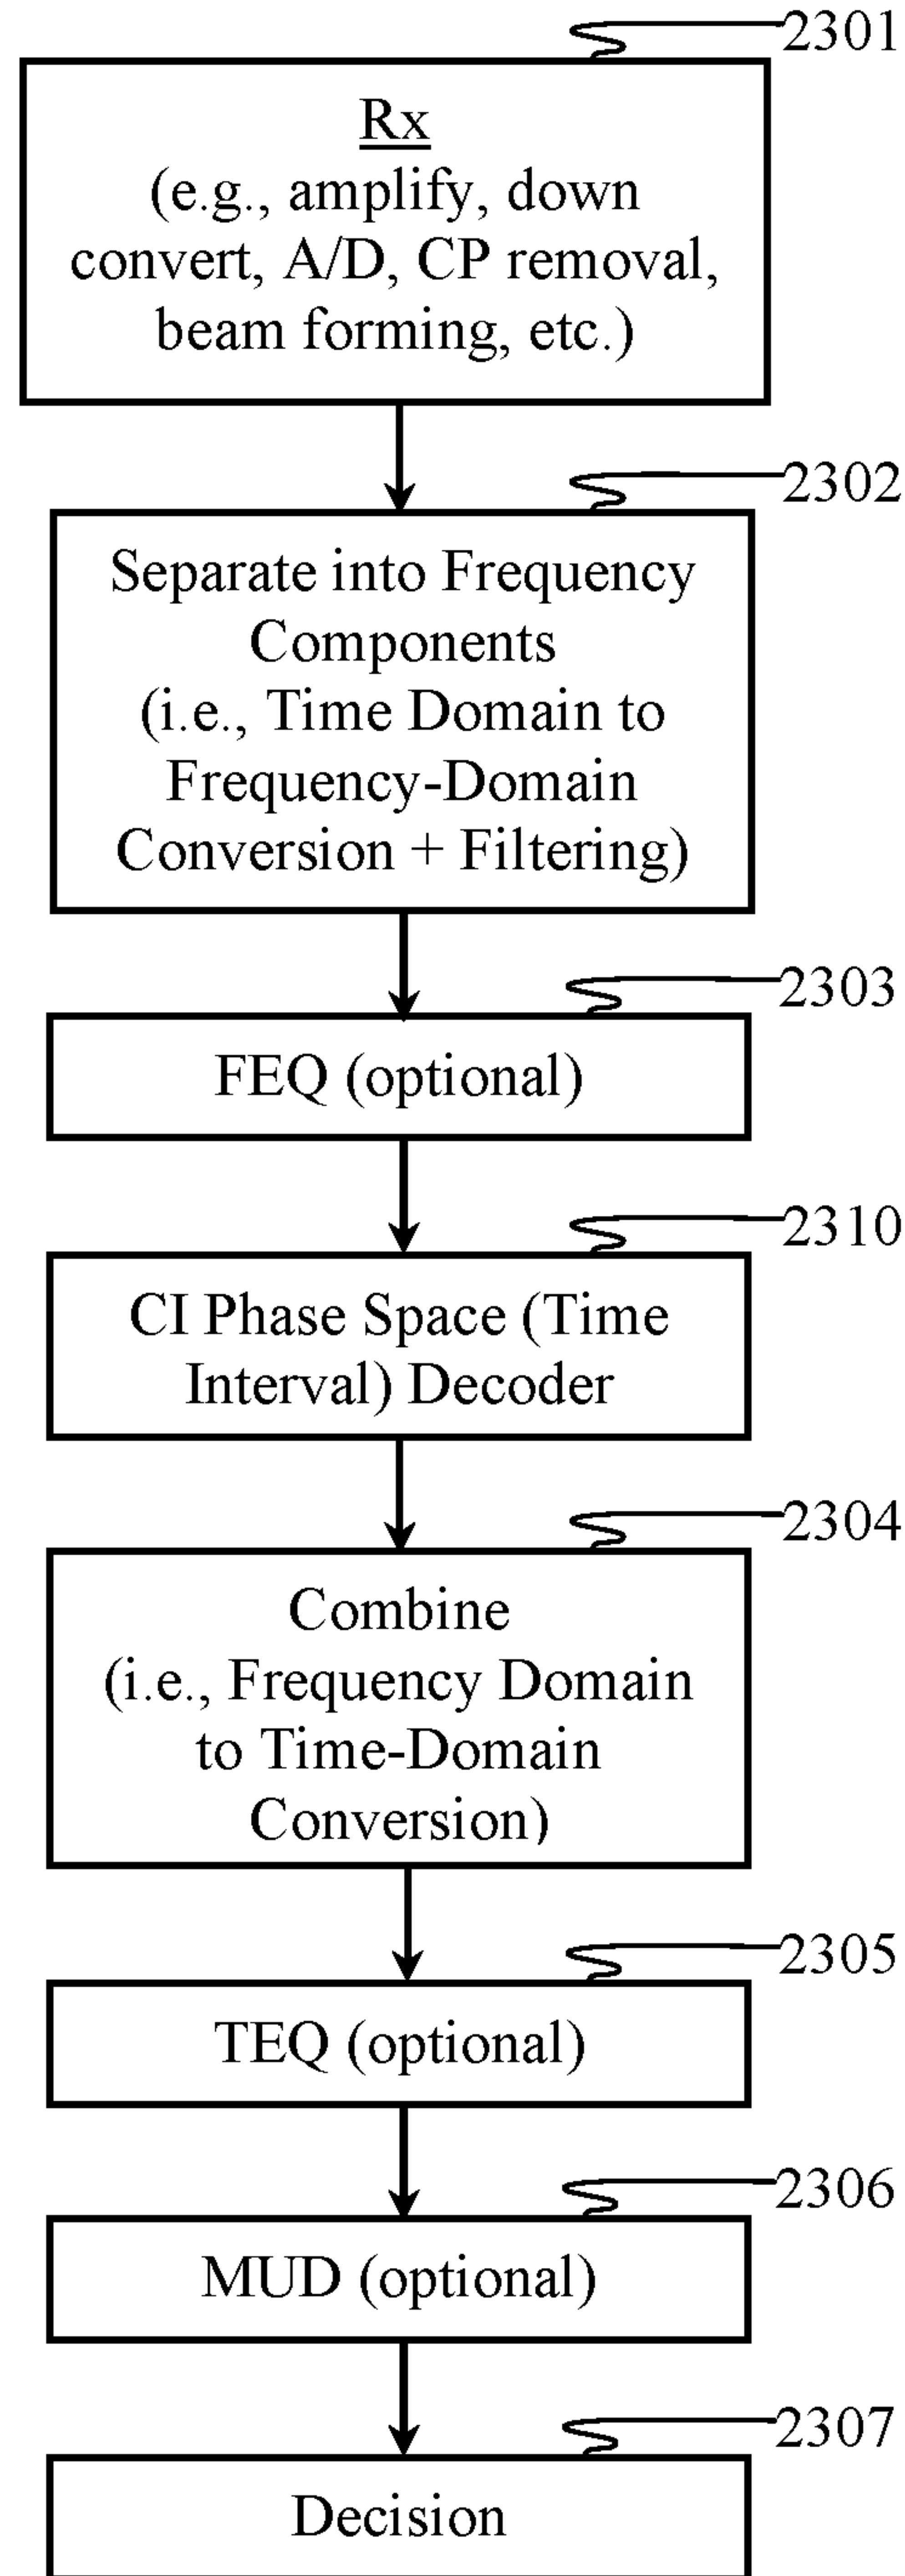 2301
Rx
(e.g., amplify, down
convert, A/D, CP removal,
beam forming, etc.)
2302
Separate into Frequency
Components
(i.e., Time Domain to
Frequency-Domain
Conversion + Filtering)
2303
FEQ (optional)
2310
CI Phase Space (Time
Interval) Decoder
2304
Combine
(i.e., Frequency Domain
to Time-Domain
Conversion)
2305
TEQ (optional)
2306
MUD (optional)
2307
Decision